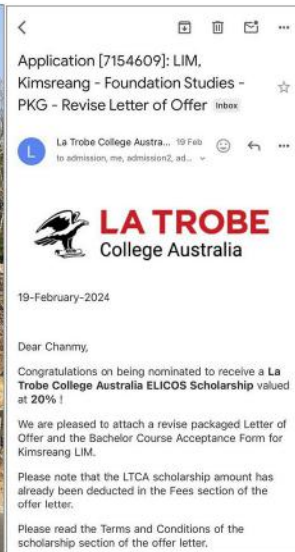 Application [7154609]: LIM,
Kimsreang - Foundation Studies -
PKG - Revise Letter of Offer Inbox
La Trobe College Austra... 19 Feb
to admission, me, admission2, ad...
L
LA TROBE
College Australia
19-February-2024
Dear Chanmy,
Congratulations on being nominated to receive a La
Trobe College Australia ELICOS Scholarship valued
at 20% !
We are pleased to attach a revise packaged Letter of
Offer and the Bachelor Course Acceptance Form for
Kimsreang LIM.
Please note that the LTCA scholarship amount has
already been deducted in the Fees section of the
offer letter.
Please read the Terms and Conditions of the
scholarship section of the offer letter.